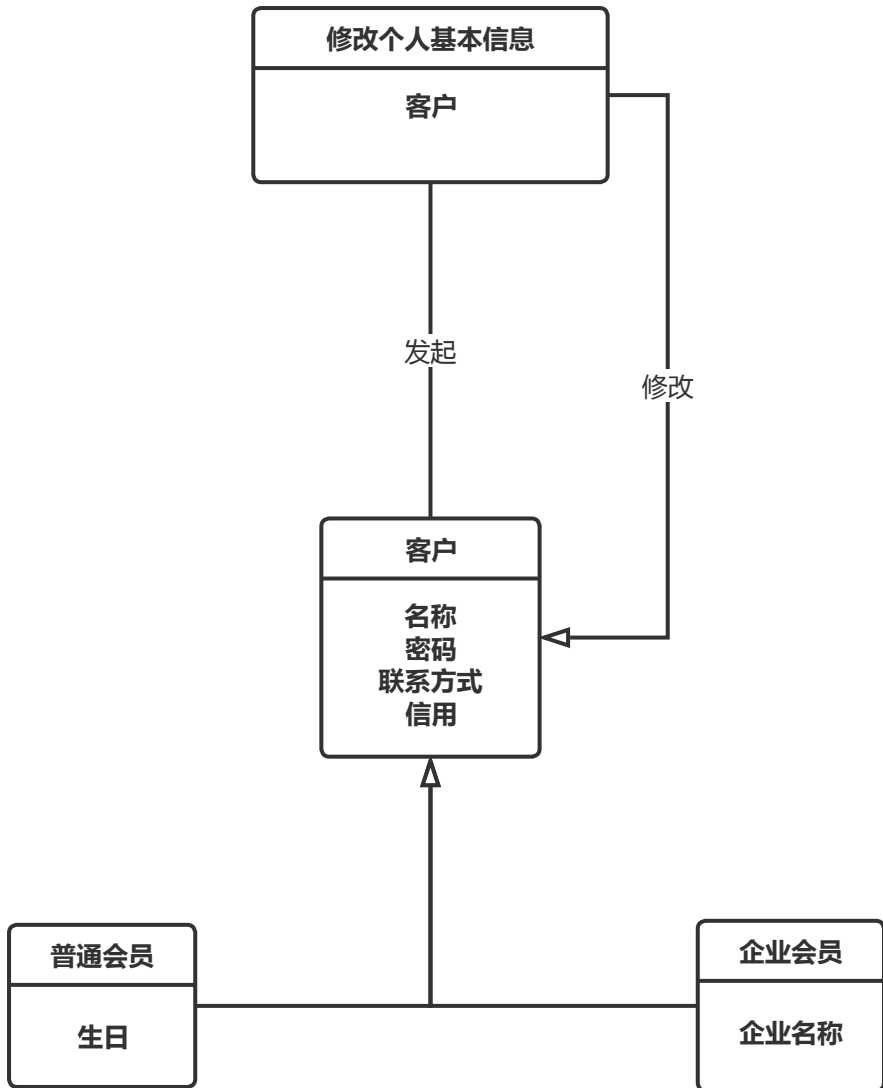 修改个人基本信息
客户
发起
修改
客户
名称
密码
联系方式
信用
普通会员
生日
企业会员
企业名称